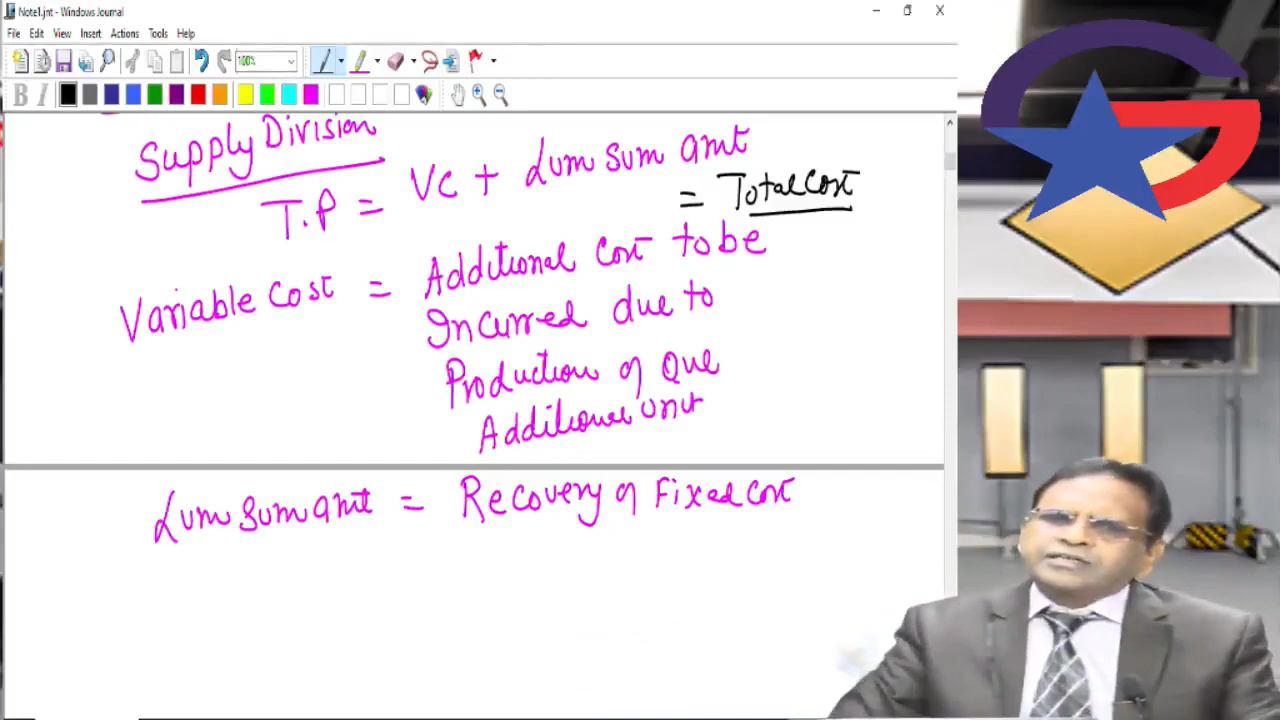 Note1.jnt - Windows Journal
File Edit View Insert Actions Tools Help
100%
B I
Supply Division
T.P = VC + Lum sum amt
= Total Cost
Variable Cost = Additional Cost to be
Incurred due to
Production of One
Additional unit
Lum sum amt = Recovery of Fixed Cost